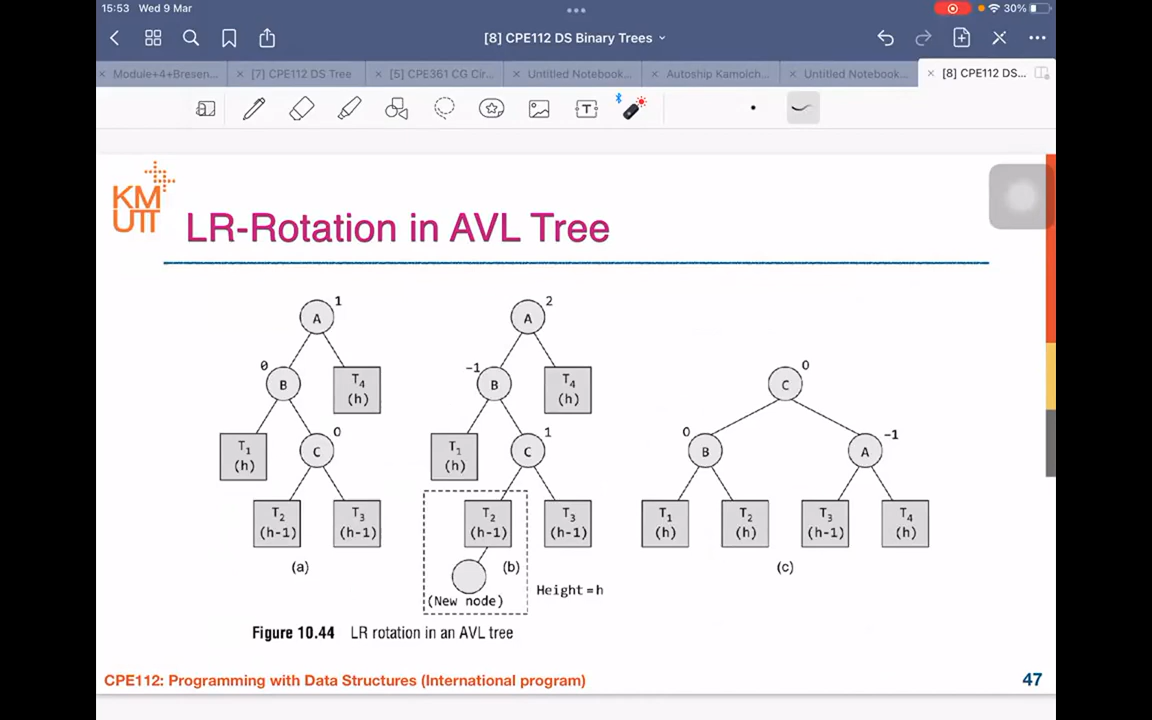 15:53 Wed 9 Mar
30%
[8] CPE112 DS Binary Trees
Module+4+Bresen...
[7] CPE112 DS Tree
[5] CPE361 CG Cir...
Untitled Notebook...
Autoship Kamoich...
Untitled Notebook...
[8] CPE112 DS...
KM
UTT
LR-Rotation in AVL Tree
A 1
0 B
T4
(h)
T1
(h)
C 0
T2
(h-1)
T3
(h-1)
(a)
A 2
-1 B
T4
(h)
T1
(h)
C 1
T2
(h-1)
T3
(h-1)
(b)
(New node)
Height = h
C 0
0 B
A -1
T1
(h)
T2
(h)
T3
(h-1)
T4
(h)
(c)
Figure 10.44 LR rotation in an AVL tree
CPE112: Programming with Data Structures (International program)
47